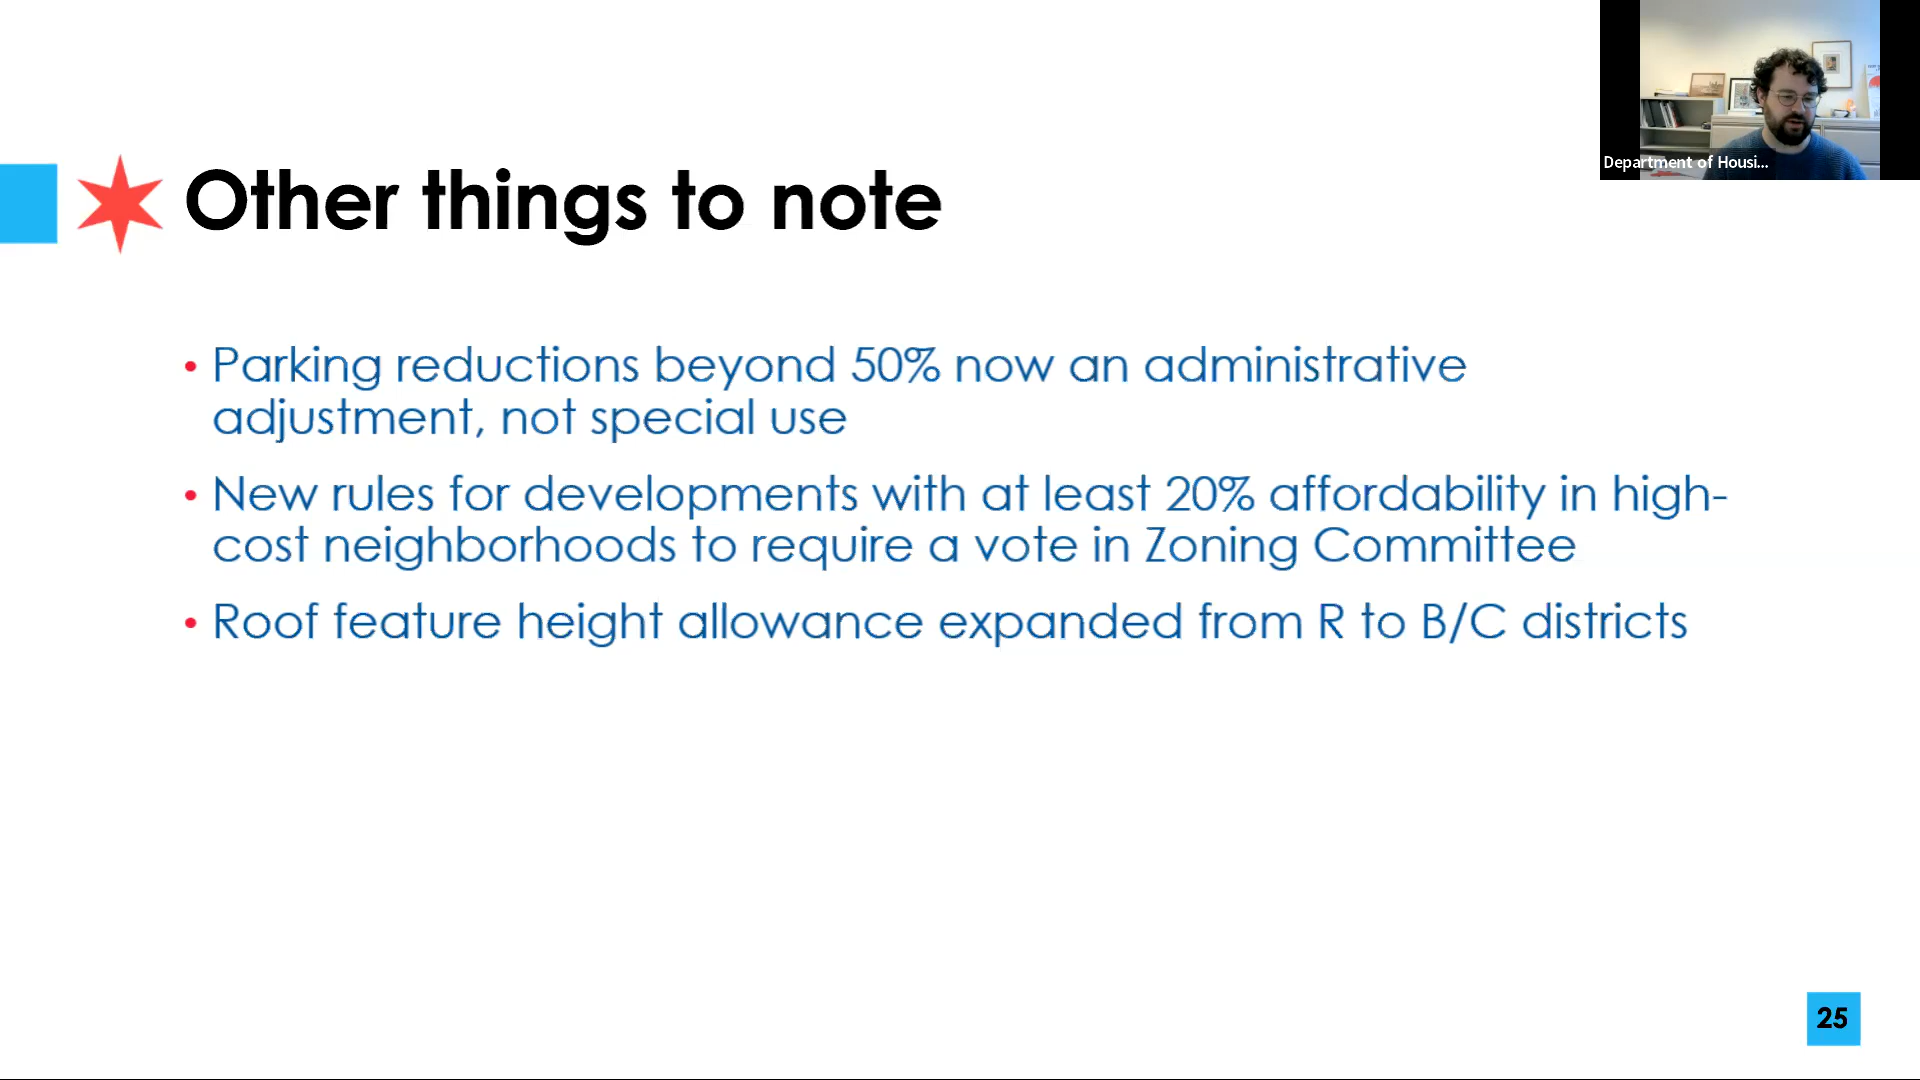 Department of Housi...
Other things to note
• Parking reductions beyond 50% now an administrative
adjustment, not special use
• New rules for developments with at least 20% affordability in high-
cost neighborhoods to require a vote in Zoning Committee
• Roof feature height allowance expanded from R to B/C districts
25